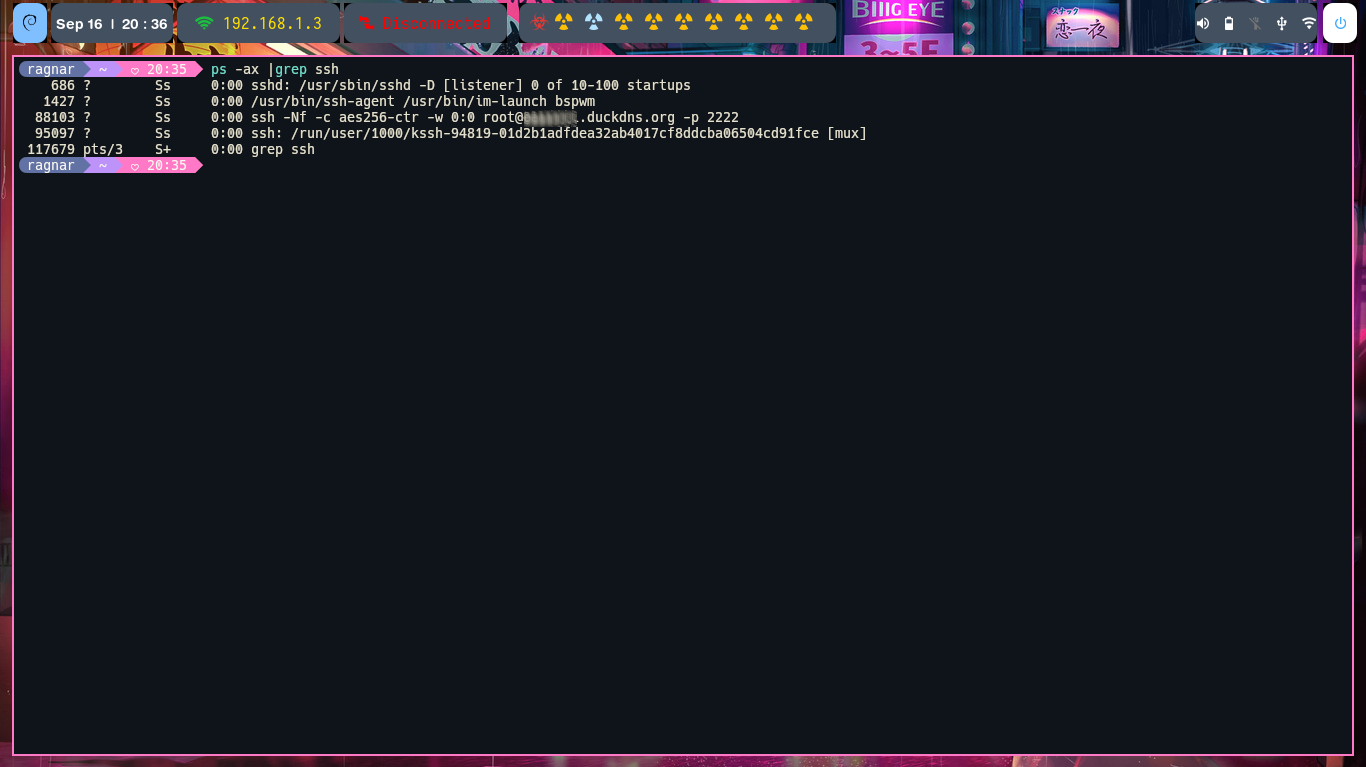 Sep 16 | 20:36
192.168.1.3
Disconnected
BIIIG EYE
3~5F
スナック
恋一夜
ragnar ~ ♡ 20:35 ps -ax |grep ssh
686 ? Ss 0:00 sshd: /usr/sbin/sshd -D [listener] 0 of 10-100 startups
1427 ? Ss 0:00 /usr/bin/ssh-agent /usr/bin/im-launch bspwm
88103 ? Ss 0:00 ssh -Nf -c aes256-ctr -w 0:0 root@ .duckdns.org -p 2222
95097 ? Ss 0:00 ssh: /run/user/1000/kssh-94819-01d2b1adfdea32ab4017cf8ddcba06504cd91fce [mux]
117679 pts/3 S+ 0:00 grep ssh
ragnar ~ ♡ 20:35